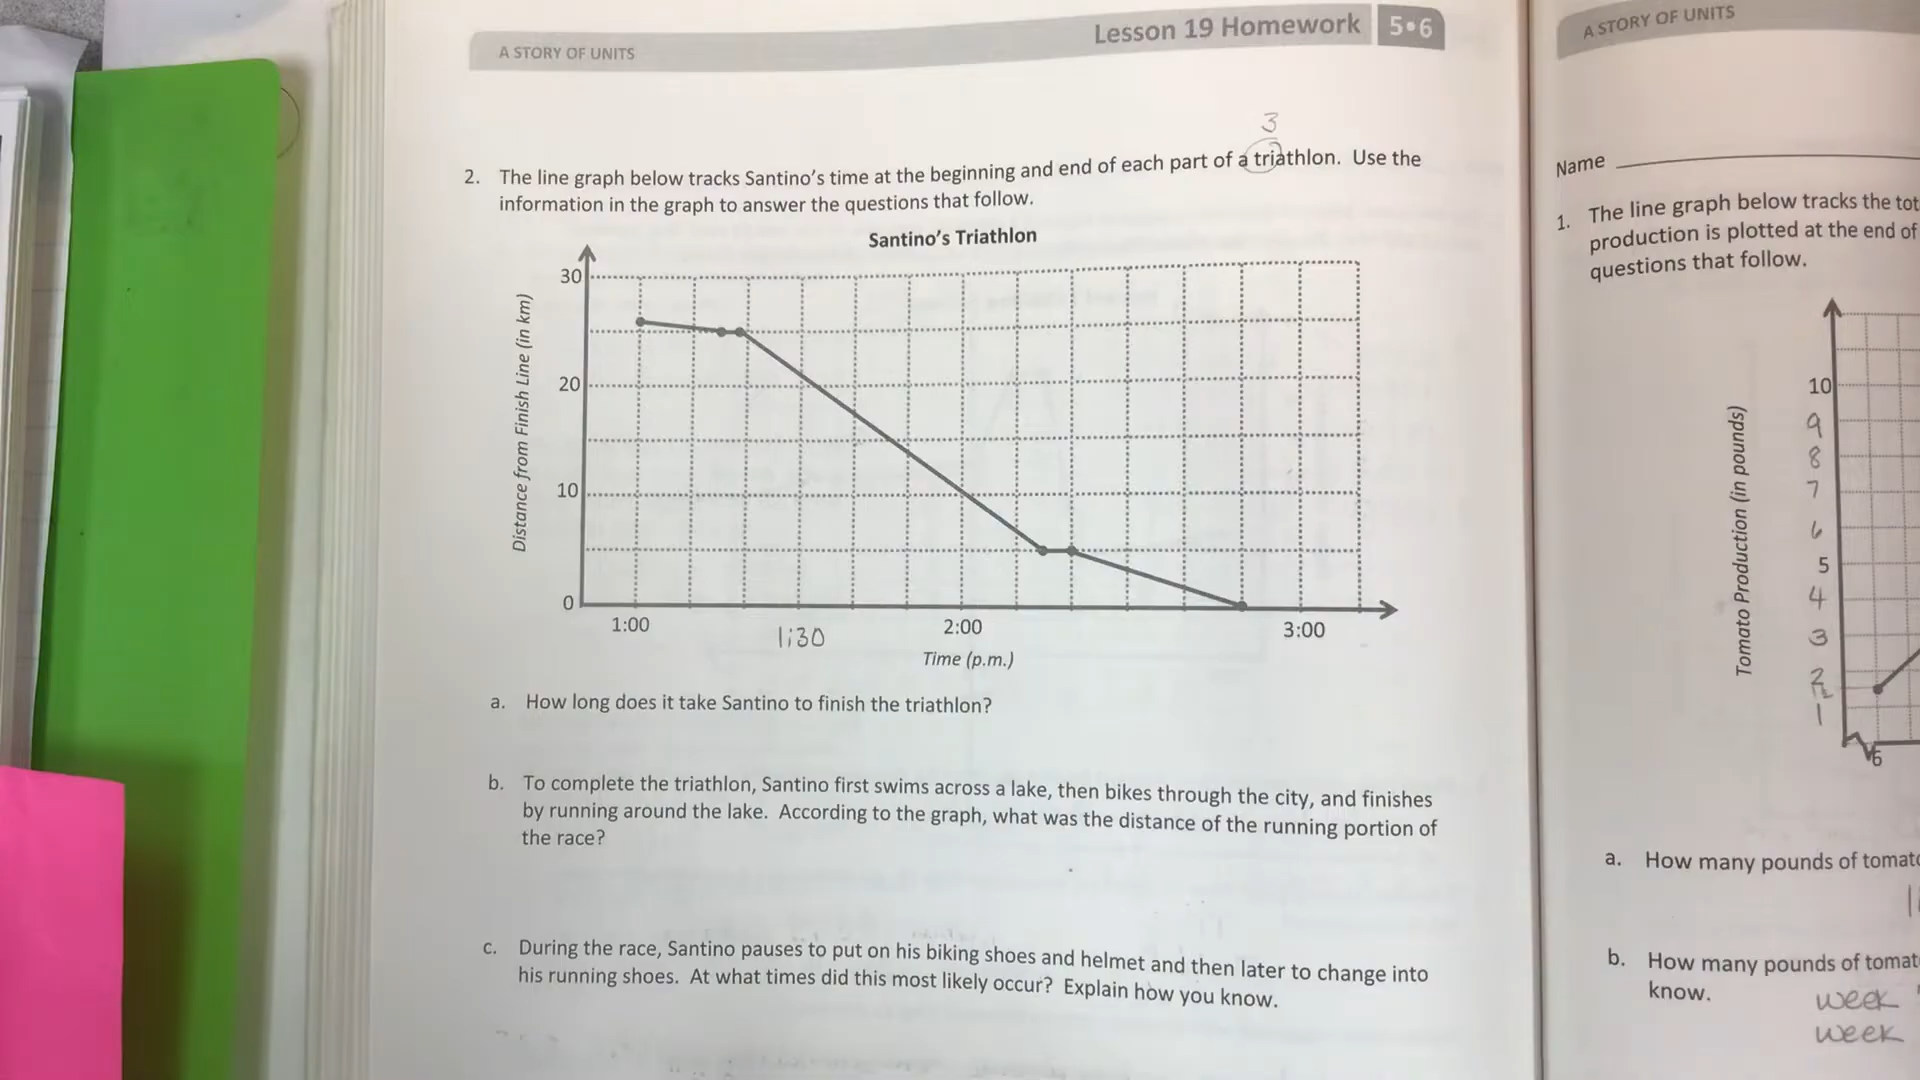 A STORY OF UNITS
Lesson 19 Homework 5•6
3
2. The line graph below tracks Santino's time at the beginning and end of each part of a triathlon. Use the
information in the graph to answer the questions that follow.
Santino's Triathlon
Distance from Finish Line (in km)
30
20
10
0
1:00
1:30
2:00
3:00
Time (p.m.)
a. How long does it take Santino to finish the triathlon?
b. To complete the triathlon, Santino first swims across a lake, then bikes through the city, and finishes
by running around the lake. According to the graph, what was the distance of the running portion of
the race?
c. During the race, Santino pauses to put on his biking shoes and helmet and then later to change into
his running shoes. At what times did this most likely occur? Explain how you know.
A STORY OF UNITS
Name
1. The line graph below tracks the tot
production is plotted at the end of
questions that follow.
Tomato Production (in pounds)
10
9
8
7
6
5
4
3
2
1
a. How many pounds of tomato
b. How many pounds of tomat
know.
week
week